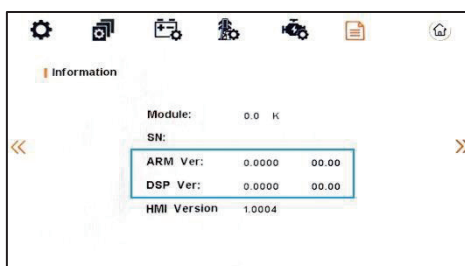 Information
Module: 0.0 K
SN:
ARM Ver: 0.0000 00.00
DSP Ver: 0.0000 00.00
HMI Version 1.0004